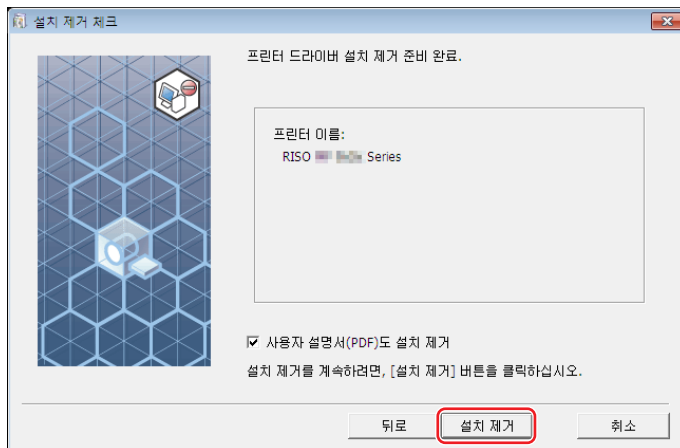 설치 제거 체크
프린터 드라이버 설치 제거 준비 완료.
프린터 이름:
RISO Series
사용자 설명서(PDF)도 설치 제거
설치 제거를 계속하려면, [설치 제거] 버튼을 클릭하십시오.
뒤로
설치 제거
취소